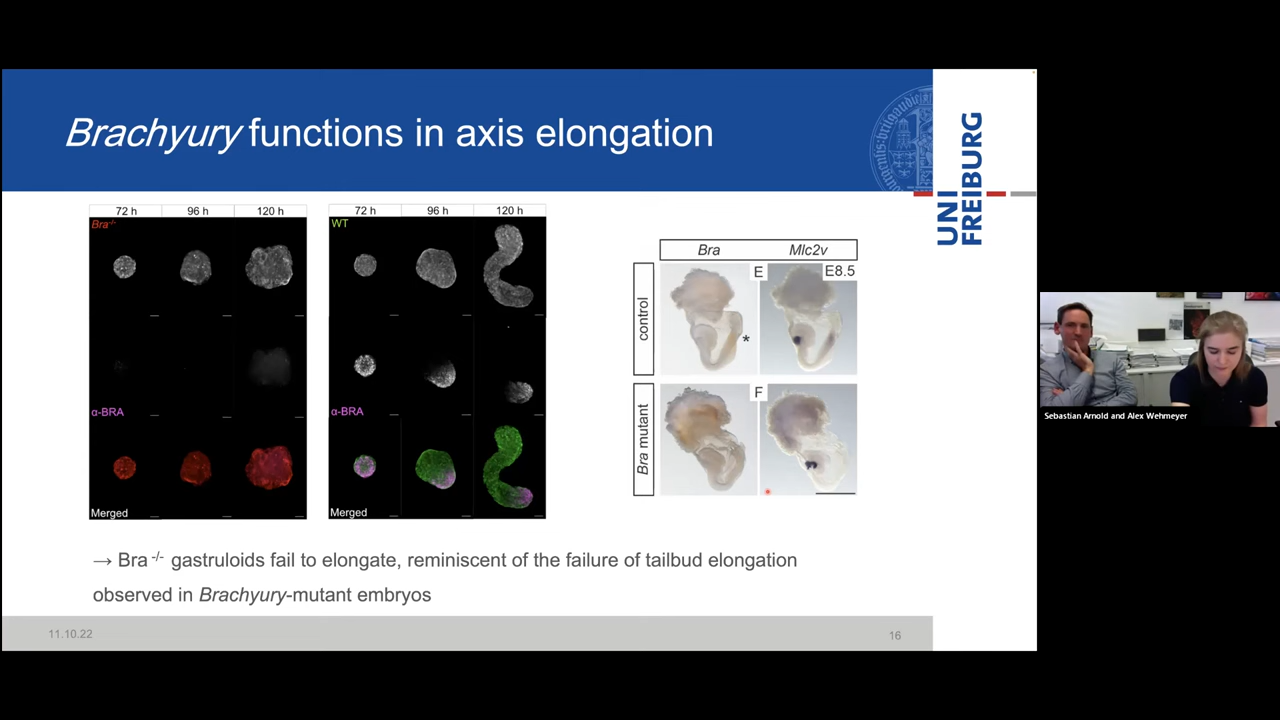 Brachyury functions in axis elongation
UNI
FREIBURG
72 h 96 h 120 h
Bra-/-
α-BRA
Merged
72 h 96 h 120 h
WT
α-BRA
Merged
Bra Mlc2v
control
E E8.5
*
Bra mutant
F
→ Bra -/- gastruloids fail to elongate, reminiscent of the failure of tailbud elongation
observed in Brachyury-mutant embryos
11.10.22 16
Sebastian Arnold and Alex Wehmeyer